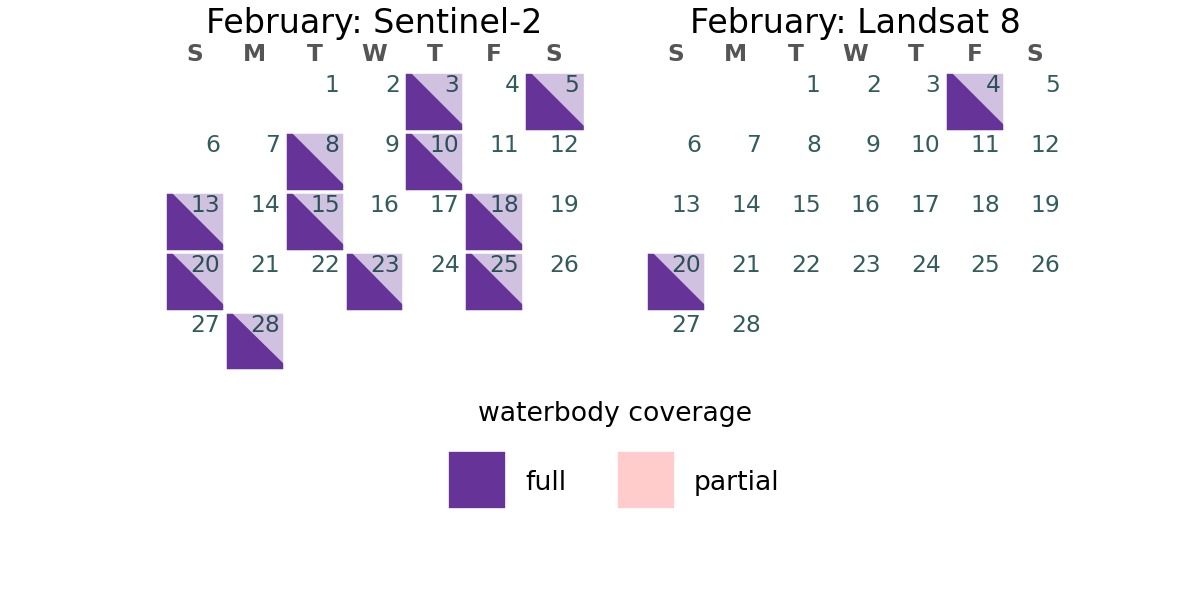 February: Sentinel-2
S M T W T F S
1 2 3 4 5
6 7 8 9 10 11 12
13 14 15 16 17 18 19
20 21 22 23 24 25 26
27 28
February: Landsat 8
S M T W T F S
1 2 3 4 5
6 7 8 9 10 11 12
13 14 15 16 17 18 19
20 21 22 23 24 25 26
27 28
waterbody coverage
full partial